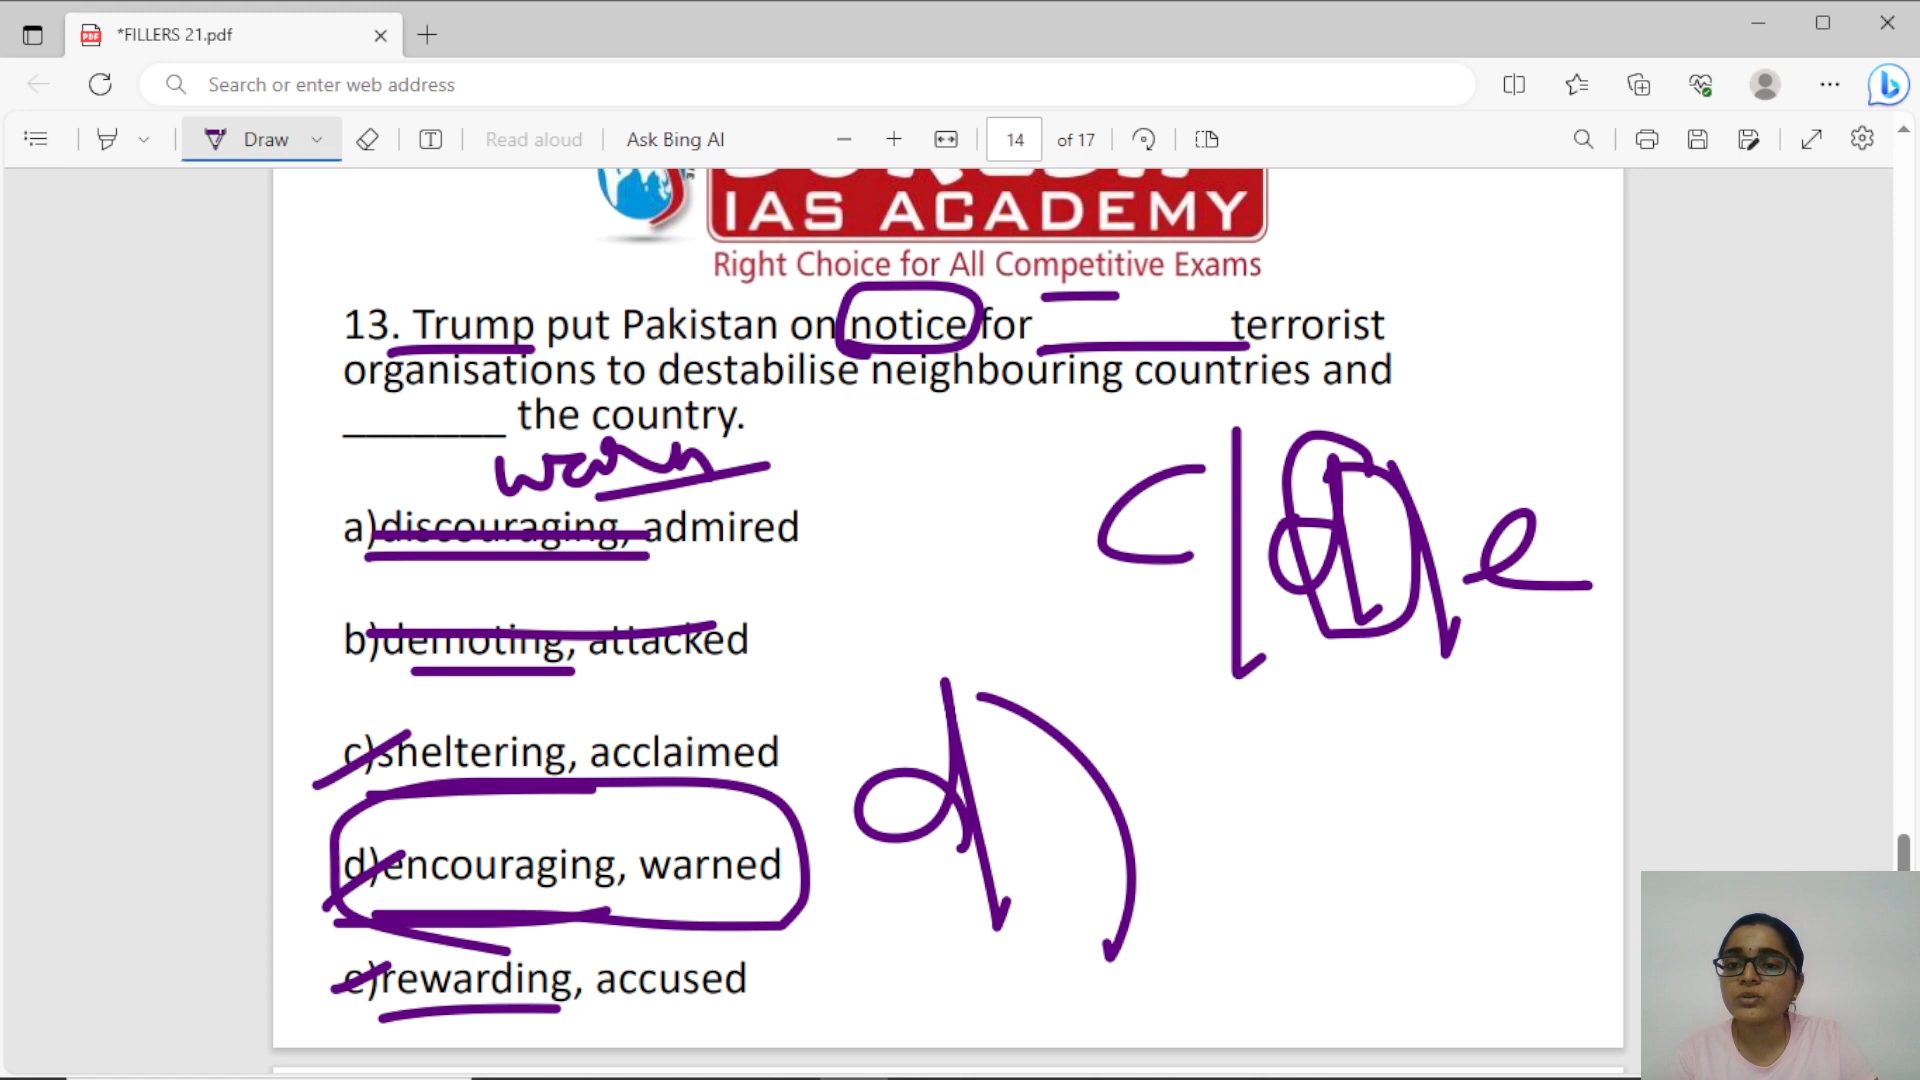 *FILLERS 21.pdf
Search or enter web address
Draw
Read aloud
Ask Bing AI
14
of 17
IAS ACADEMY
Right Choice for All Competitive Exams
13. Trump put Pakistan on notice for ________ terrorist
organisations to destabilise neighbouring countries and
_______ the country.
warn
a)discouraging, admired
b)demoting, attacked
c)sheltering, acclaimed
d)encouraging, warned
e)rewarding, accused
c d e
d